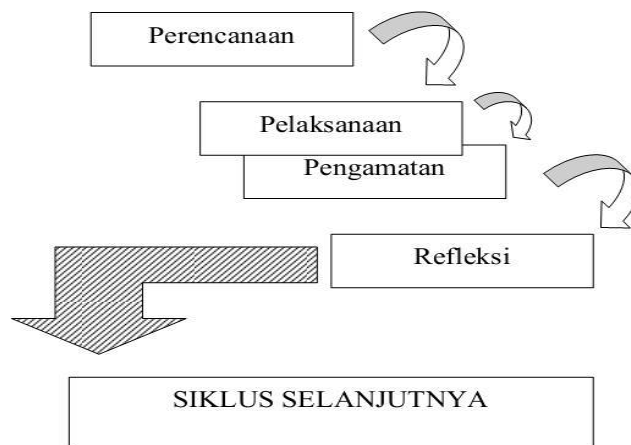 Perencanaan
Pelaksanaan
Pengamatan
Refleksi
SIKLUS SELANJUTNYA